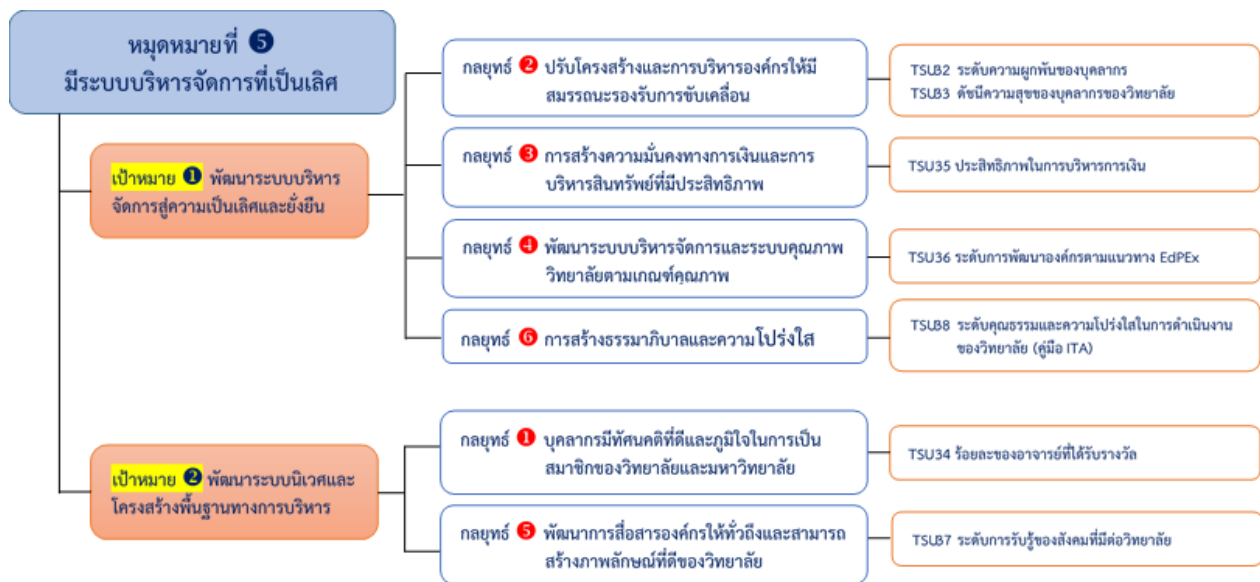 หมุดหมายที่ ❺
มีระบบบริหารจัดการที่เป็นเลิศ
เป้าหมาย ❶ พัฒนาระบบบริหาร
จัดการสู่ความเป็นเลิศและยั่งยืน
กลยุทธ์ ❷ ปรับโครงสร้างและการบริหารองค์กรให้มี
สมรรถนะรองรับการขับเคลื่อน
TSU32 ระดับความผูกพันของบุคลากร
TSU33 ดัชนีความสุขของบุคลากรของวิทยาลัย
กลยุทธ์ ❸ การสร้างความมั่นคงทางการเงินและการ
บริหารสินทรัพย์ที่มีประสิทธิภาพ
TSU35 ประสิทธิภาพในการบริหารการเงิน
กลยุทธ์ ❹ พัฒนาระบบบริหารจัดการและระบบคุณภาพ
วิทยาลัยตามเกณฑ์คุณภาพ
TSU36 ระดับการพัฒนาองค์กรตามแนวทาง EdPEx
กลยุทธ์ ❻ การสร้างธรรมาภิบาลและความโปร่งใส
TSU38 ระดับคุณธรรมและความโปร่งใสในการดำเนินงาน
ของวิทยาลัย (คู่มือ ITA)
เป้าหมาย ❷ พัฒนาระบบนิเวศและ
โครงสร้างพื้นฐานทางการบริหาร
กลยุทธ์ ❶ บุคลากรมีทัศนคติที่ดีและภูมิใจในการเป็น
สมาชิกของวิทยาลัยและมหาวิทยาลัย
TSU34 ร้อยละของอาจารย์ที่ได้รับรางวัล
กลยุทธ์ ❺ พัฒนาการสื่อสารองค์กรให้ทั่วถึงและสามารถ
สร้างภาพลักษณ์ที่ดีของวิทยาลัย
TSU37 ระดับการรับรู้ของสังคมที่มีต่อวิทยาลัย